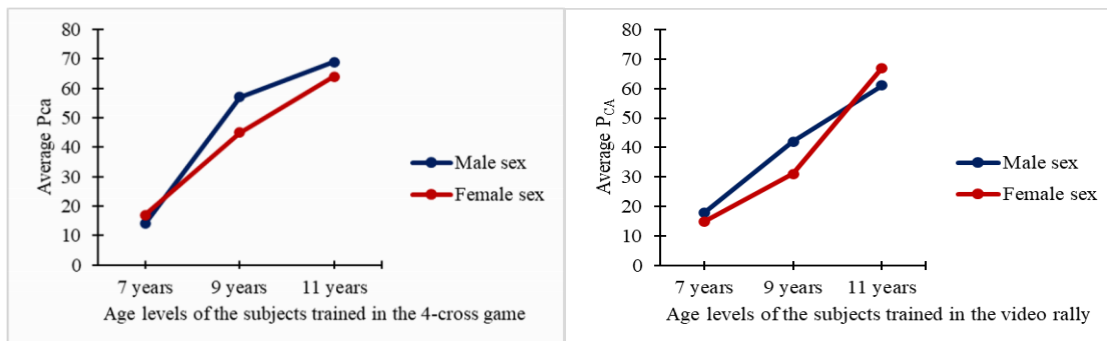 80
70
60
50
40
30
20
10
0
Average Pca
7 years 9 years 11 years
Age levels of the subjects trained in the 4-cross game
Male sex
Female sex
80
70
60
50
40
30
20
10
0
Average PCA
7 years 9 years 11 years
Age levels of the subjects trained in the video rally
Male sex
Female sex